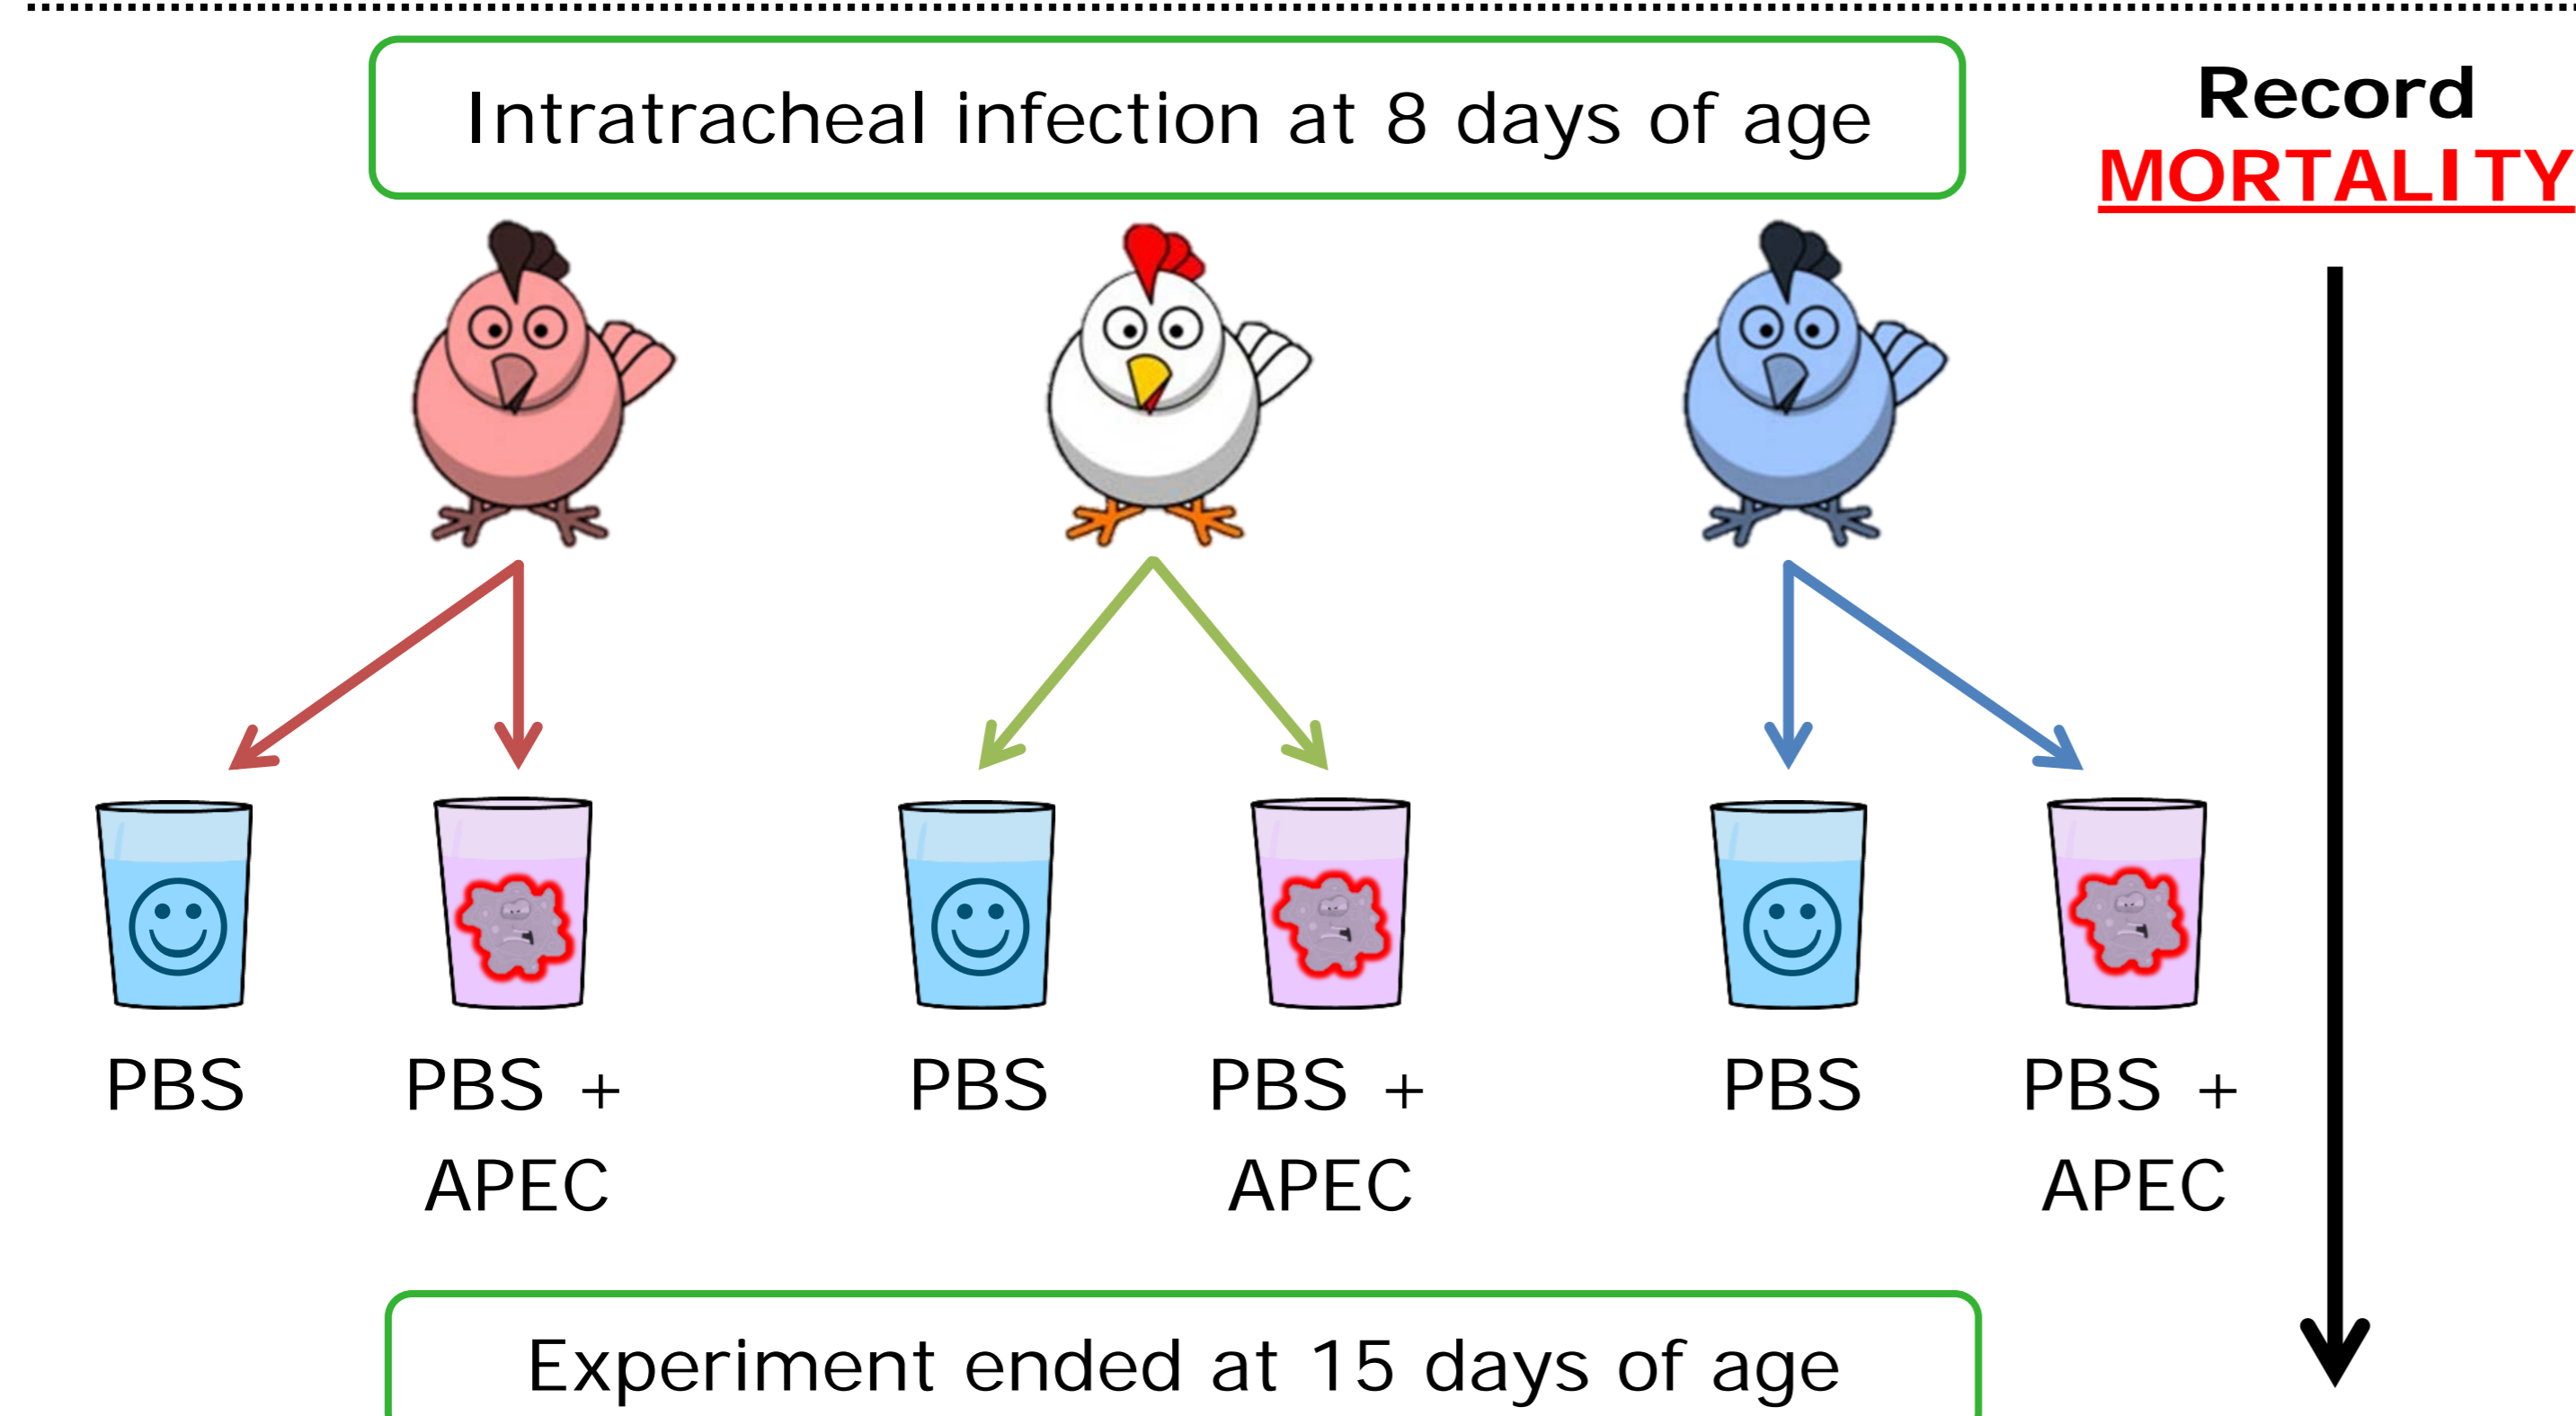 Intratracheal infection at 8 days of age
Record
MORTALITY
PBS
PBS +
APEC
PBS
PBS +
APEC
PBS
PBS +
APEC
Experiment ended at 15 days of age